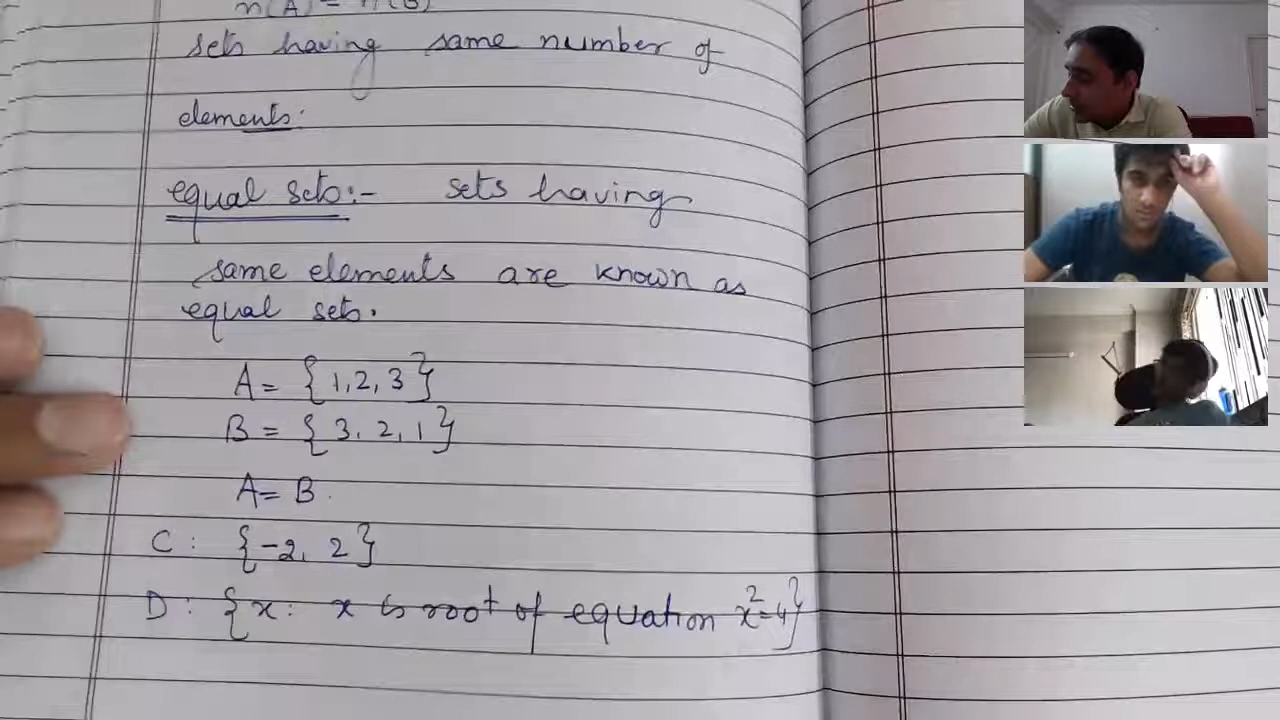 n(A) = n(B)
sets having same number of
elements.
equal sets:- sets having
same elements are known as
equal sets.
A = {1, 2, 3}
B = {3, 2, 1}
A = B.
C : {-2, 2}
D : {x : x is root of equation x²=4}